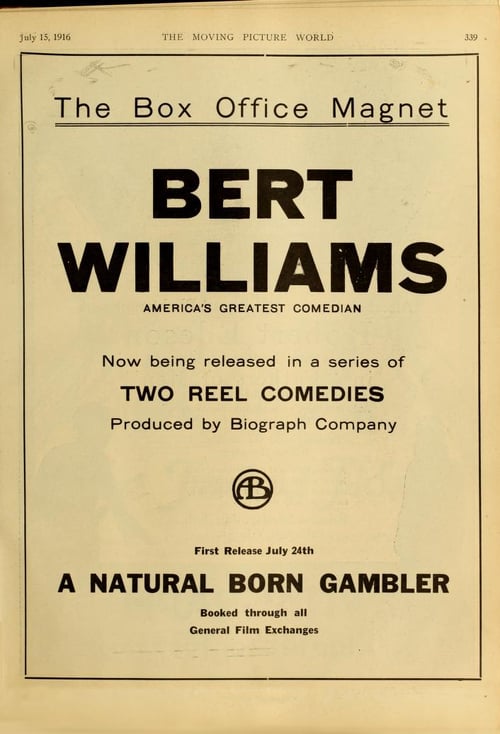 July 15, 1916 THE MOVING PICTURE WORLD 339
The Box Office Magnet
BERT
WILLIAMS
AMERICA'S GREATEST COMEDIAN
Now being released in a series of
TWO REEL COMEDIES
Produced by Biograph Company
AB
First Release July 24th
A NATURAL BORN GAMBLER
Booked through all
General Film Exchanges